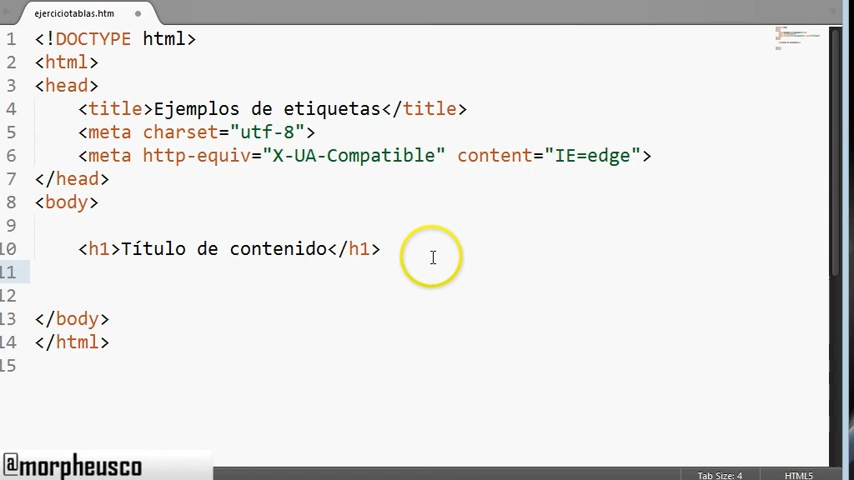 ejerciciotablas.htm
1 <!DOCTYPE html>
2 <html>
3 <head>
4 <title>Ejemplos de etiquetas</title>
5 <meta charset="utf-8">
6 <meta http-equiv="X-UA-Compatible" content="IE=edge">
7 </head>
8 <body>
9
10 <h1>Título de contenido</h1>
11
12
13 </body>
14 </html>
15
@morpheusco
Tab Size: 4 HTML5